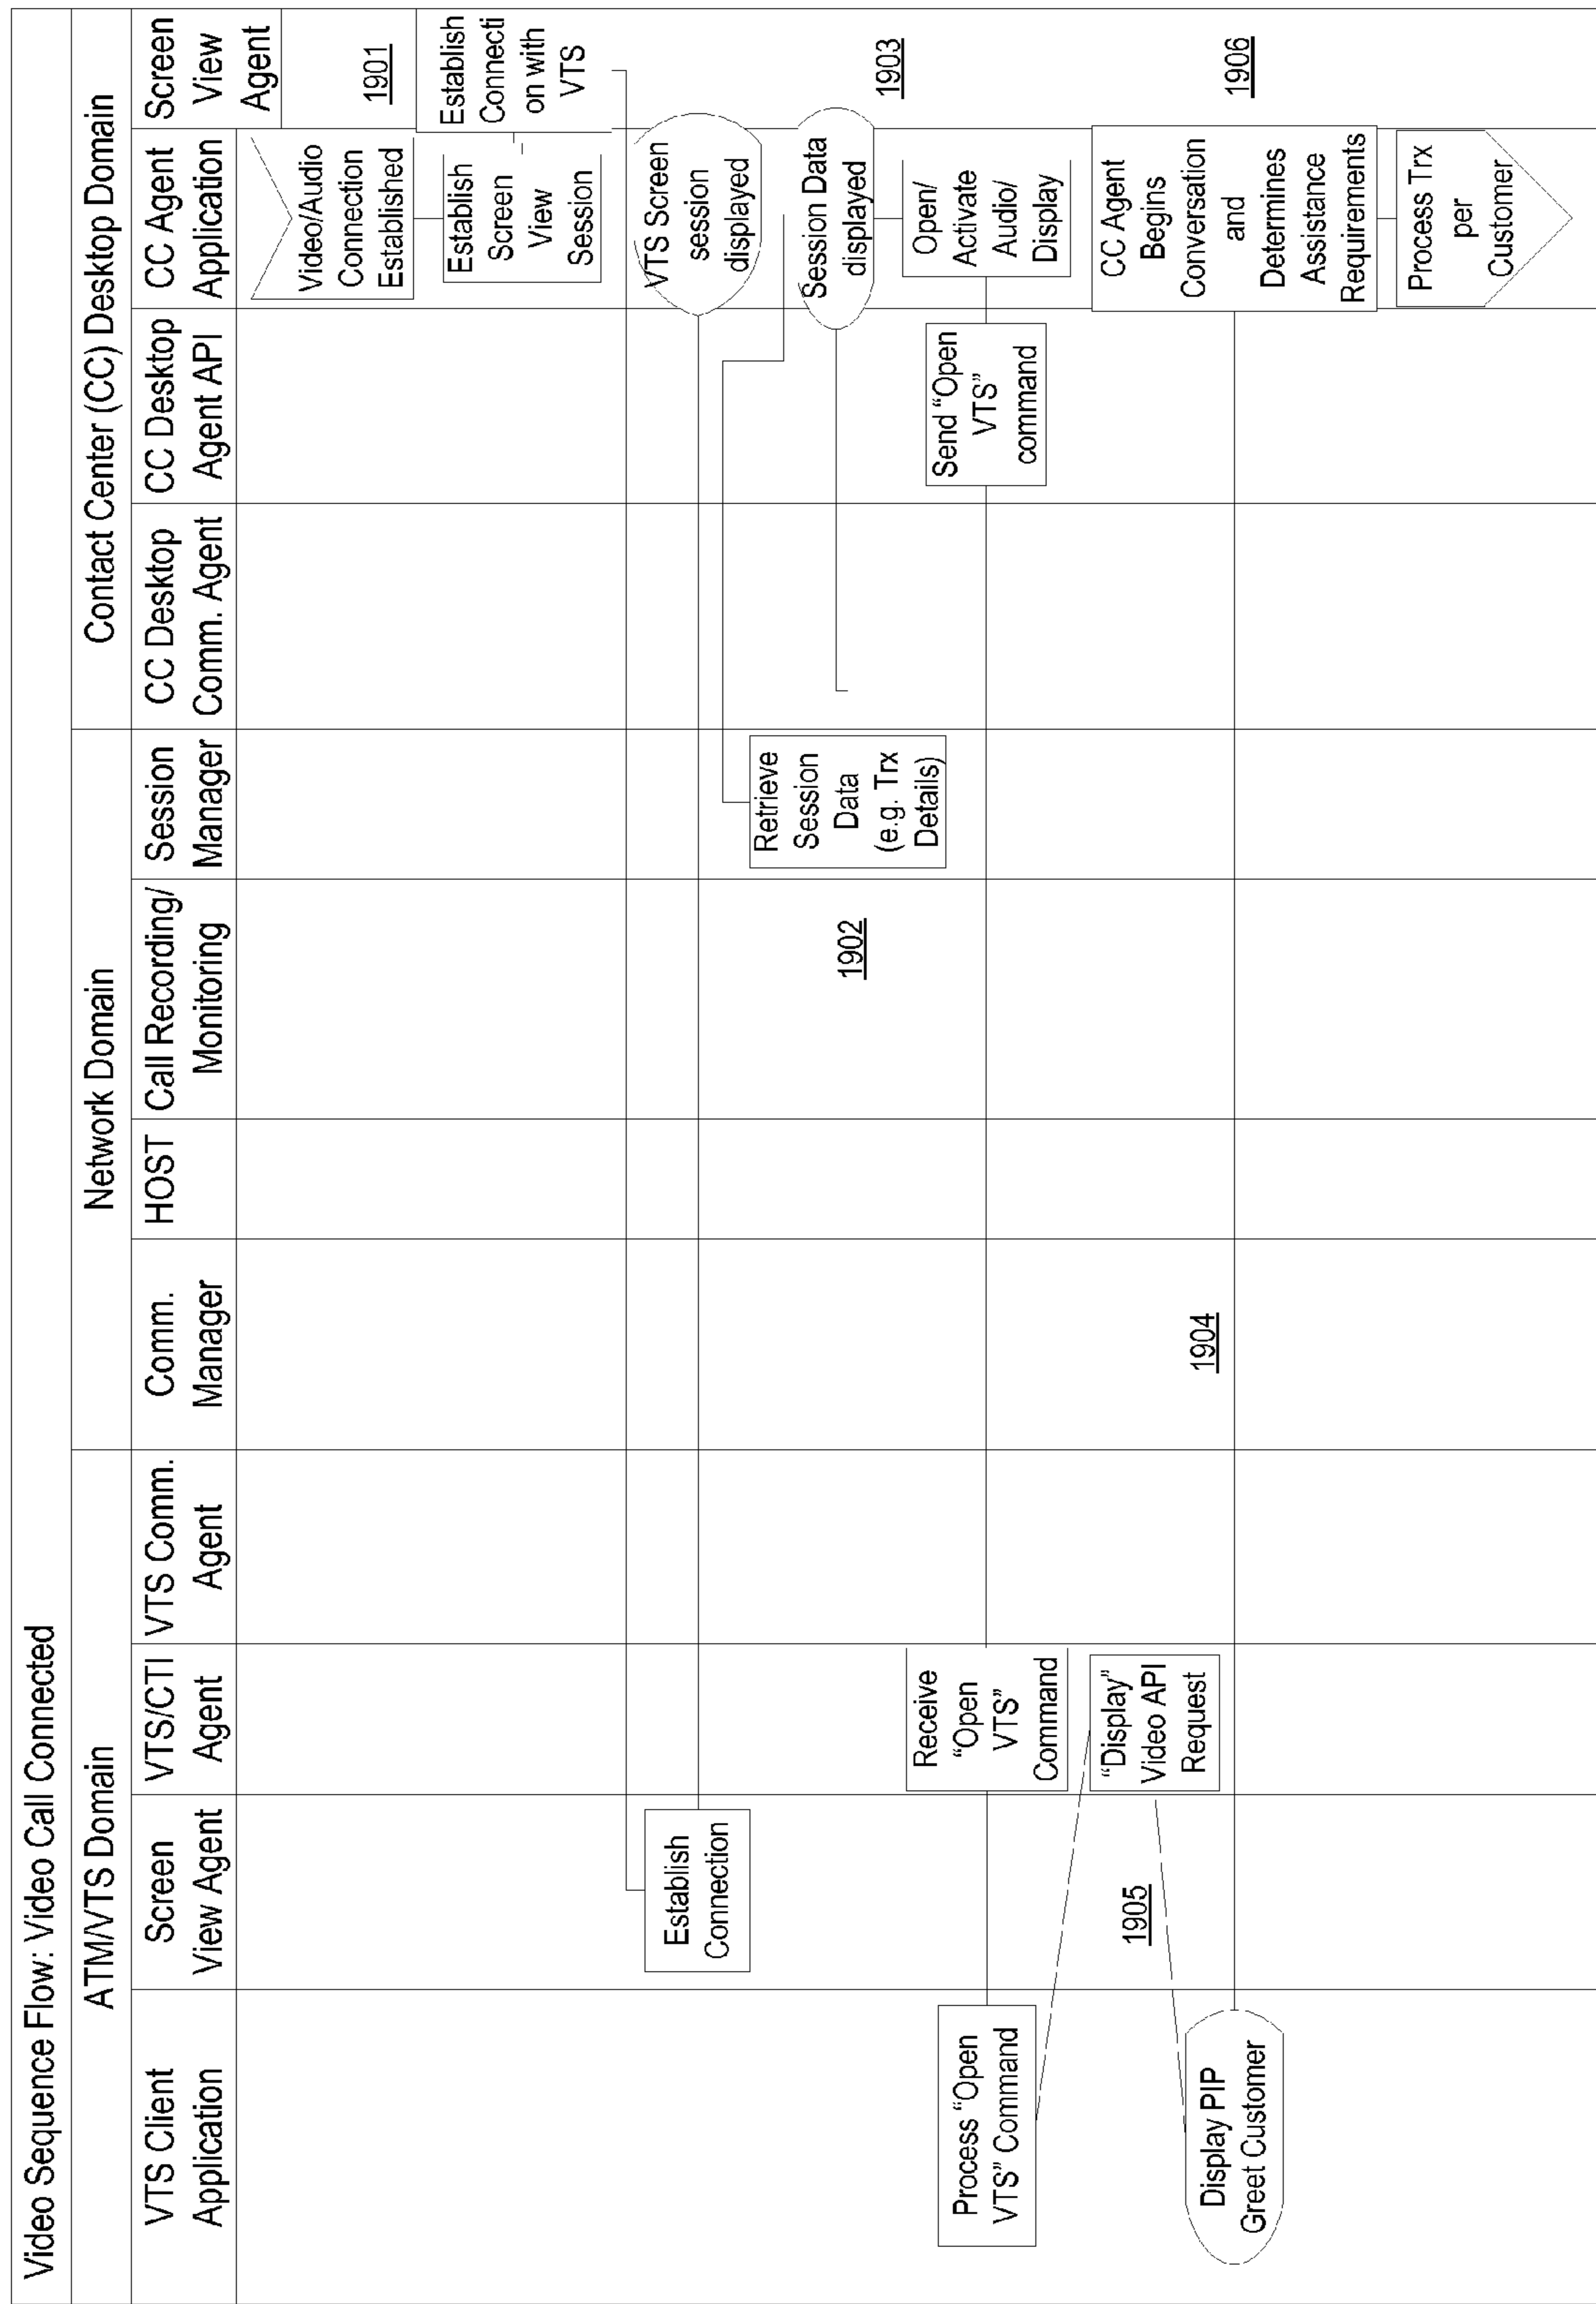 Video Sequence Flow: Video Call Connected
ATM/VTS Domain
Network Domain
Contact Center (CC) Desktop Domain
VTS Client
Application
Screen
View Agent
VTS/CTI
Agent
VTS Comm.
Agent
Comm.
Manager
HOST
Call Recording/
Monitoring
Session
Manager
CC Desktop
Comm. Agent
CC Desktop
Agent API
CC Agent
Application
Screen
View
Agent
Video/Audio
Connection
Established
1901
Establish
Screen
View
Session
Establish
Connecti
on with
VTS
Establish
Connection
VTS Screen
session
displayed
Retrieve
Session
Data
(e.g. Trx
Details)
1902
Session Data
displayed
1903
Open/
Activate
Audio/
Display
Send “Open
VTS”
command
Receive
“Open
VTS”
Command
Process “Open
VTS” Command
“Display”
Video API
Request
1905
1904
Display PIP
Greet Customer
CC Agent
Begins
Conversation
and
Determines
Assistance
Requirements
1906
Process Trx
per
Customer